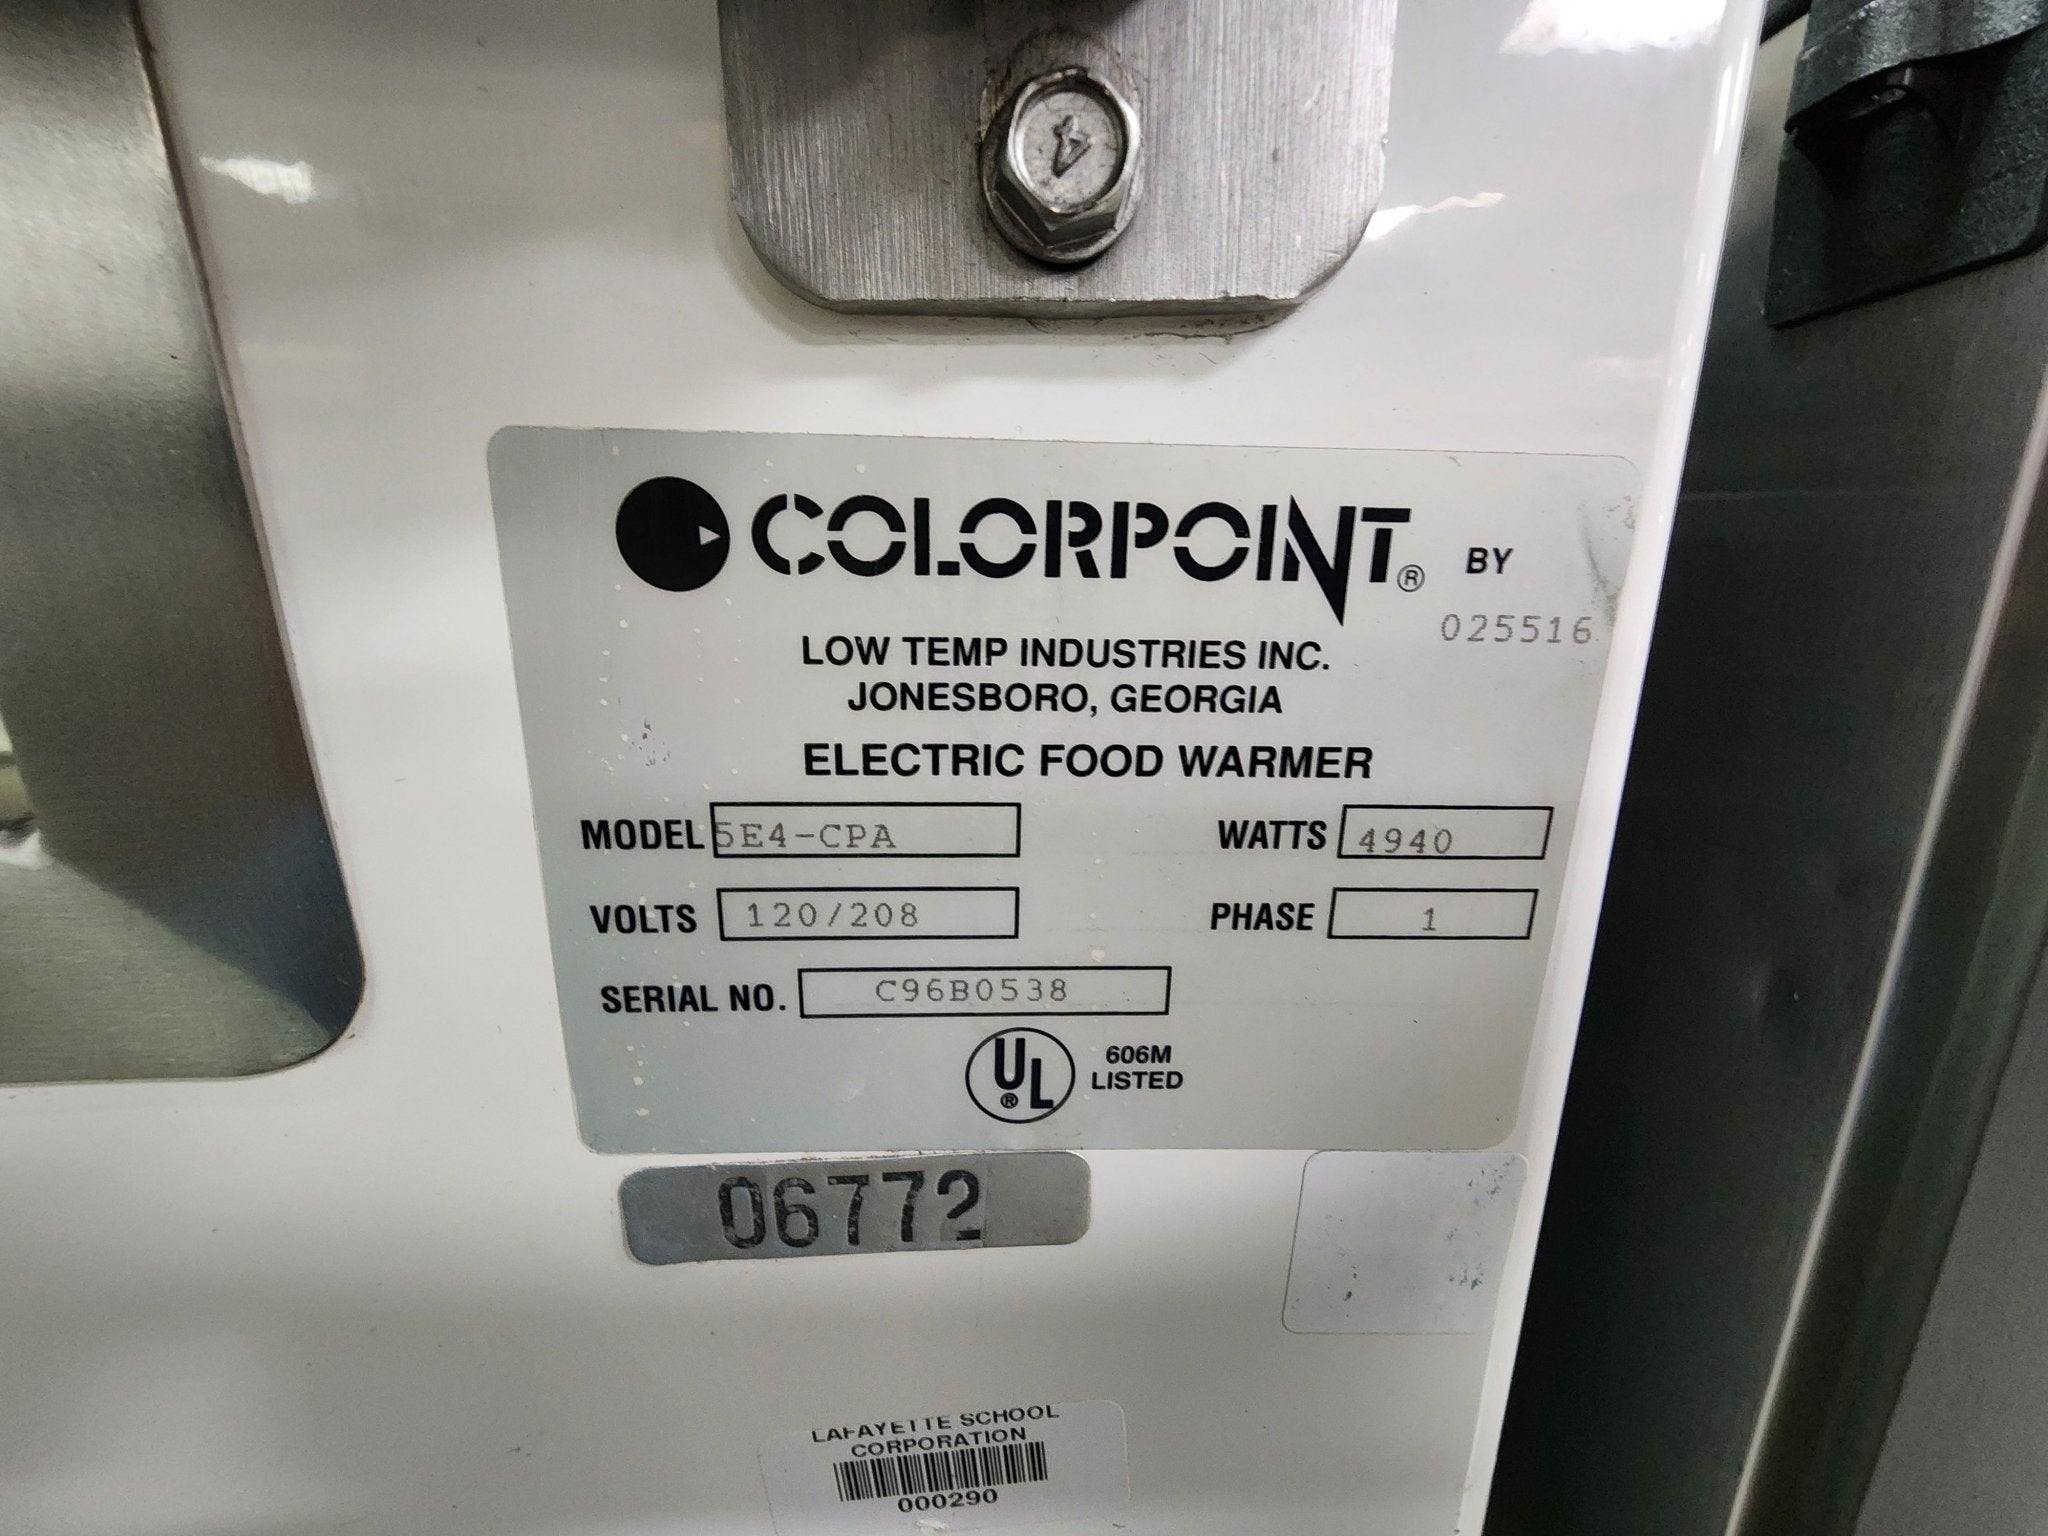 COLORPOINT® BY
025516
LOW TEMP INDUSTRIES INC.
JONESBORO, GEORGIA
ELECTRIC FOOD WARMER
MODEL 5E4-CPA WATTS 4940
VOLTS 120/208 PHASE 1
SERIAL NO. C96B0538
UL® 606M
LISTED
06772
LAFAYETTE SCHOOL
CORPORATION
000290